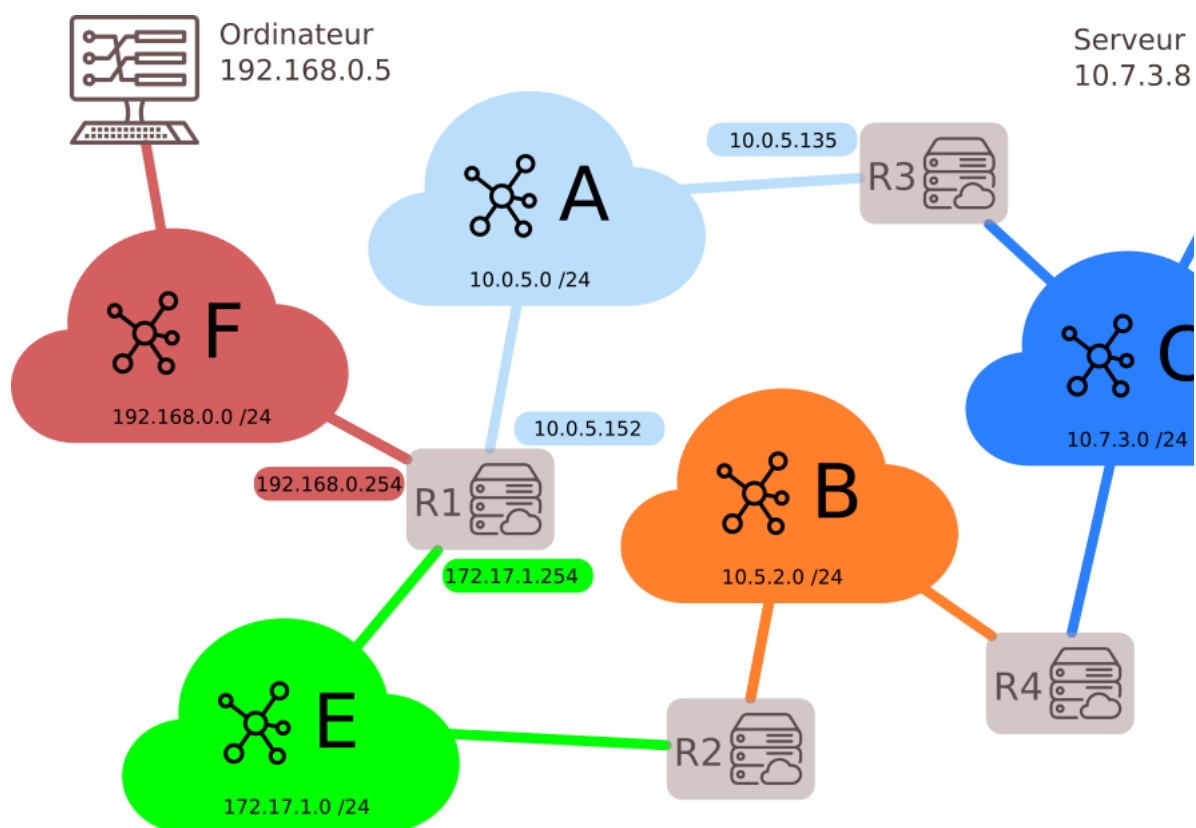 Ordinateur
192.168.0.5
Serveur
10.7.3.8
10.0.5.135
R3
A
10.0.5.0 /24
F
192.168.0.0 /24
C
10.7.3.0 /24
10.0.5.152
192.168.0.254
R1
B
172.17.1.254
10.5.2.0 /24
R4
E
R2
172.17.1.0 /24